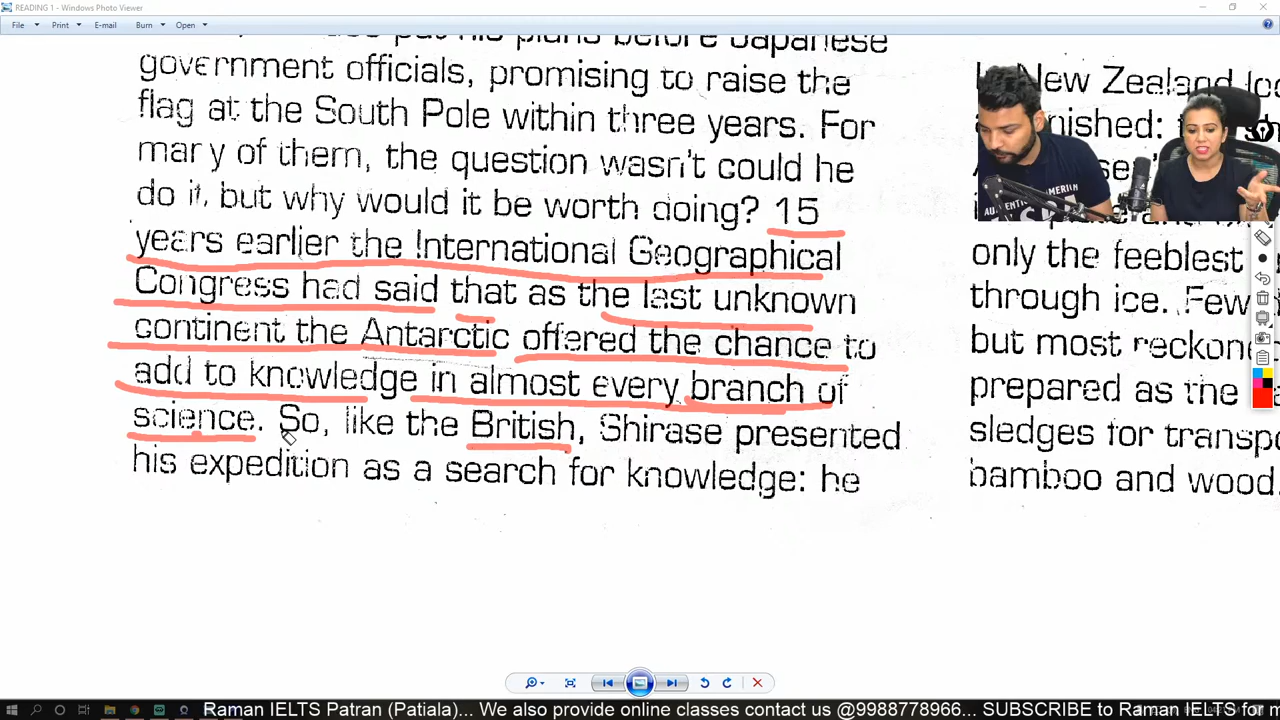 READING 1 - Windows Photo Viewer
File Print E-mail Burn Open
put his plans before Japanese
government officials, promising to raise the
flag at the South Pole within three years. For
many of them, the question wasn't could he
do it, but why would it be worth doing? 15
years earlier the International Geographical
Congress had said that as the last unknown
continent the Antarctic offered the chance to
add to knowledge in almost every branch of
science. So, like the British, Shirase presented
his expedition as a search for knowledge: he
New Zealand
only the feeblest
through ice. Few
but most reckon
prepared as the
sledges for transp
bamboo and wood.
Raman IELTS Patran (Patiala)... We also provide online classes contact us @9988778966... SUBSCRIBE to Raman IELTS for m